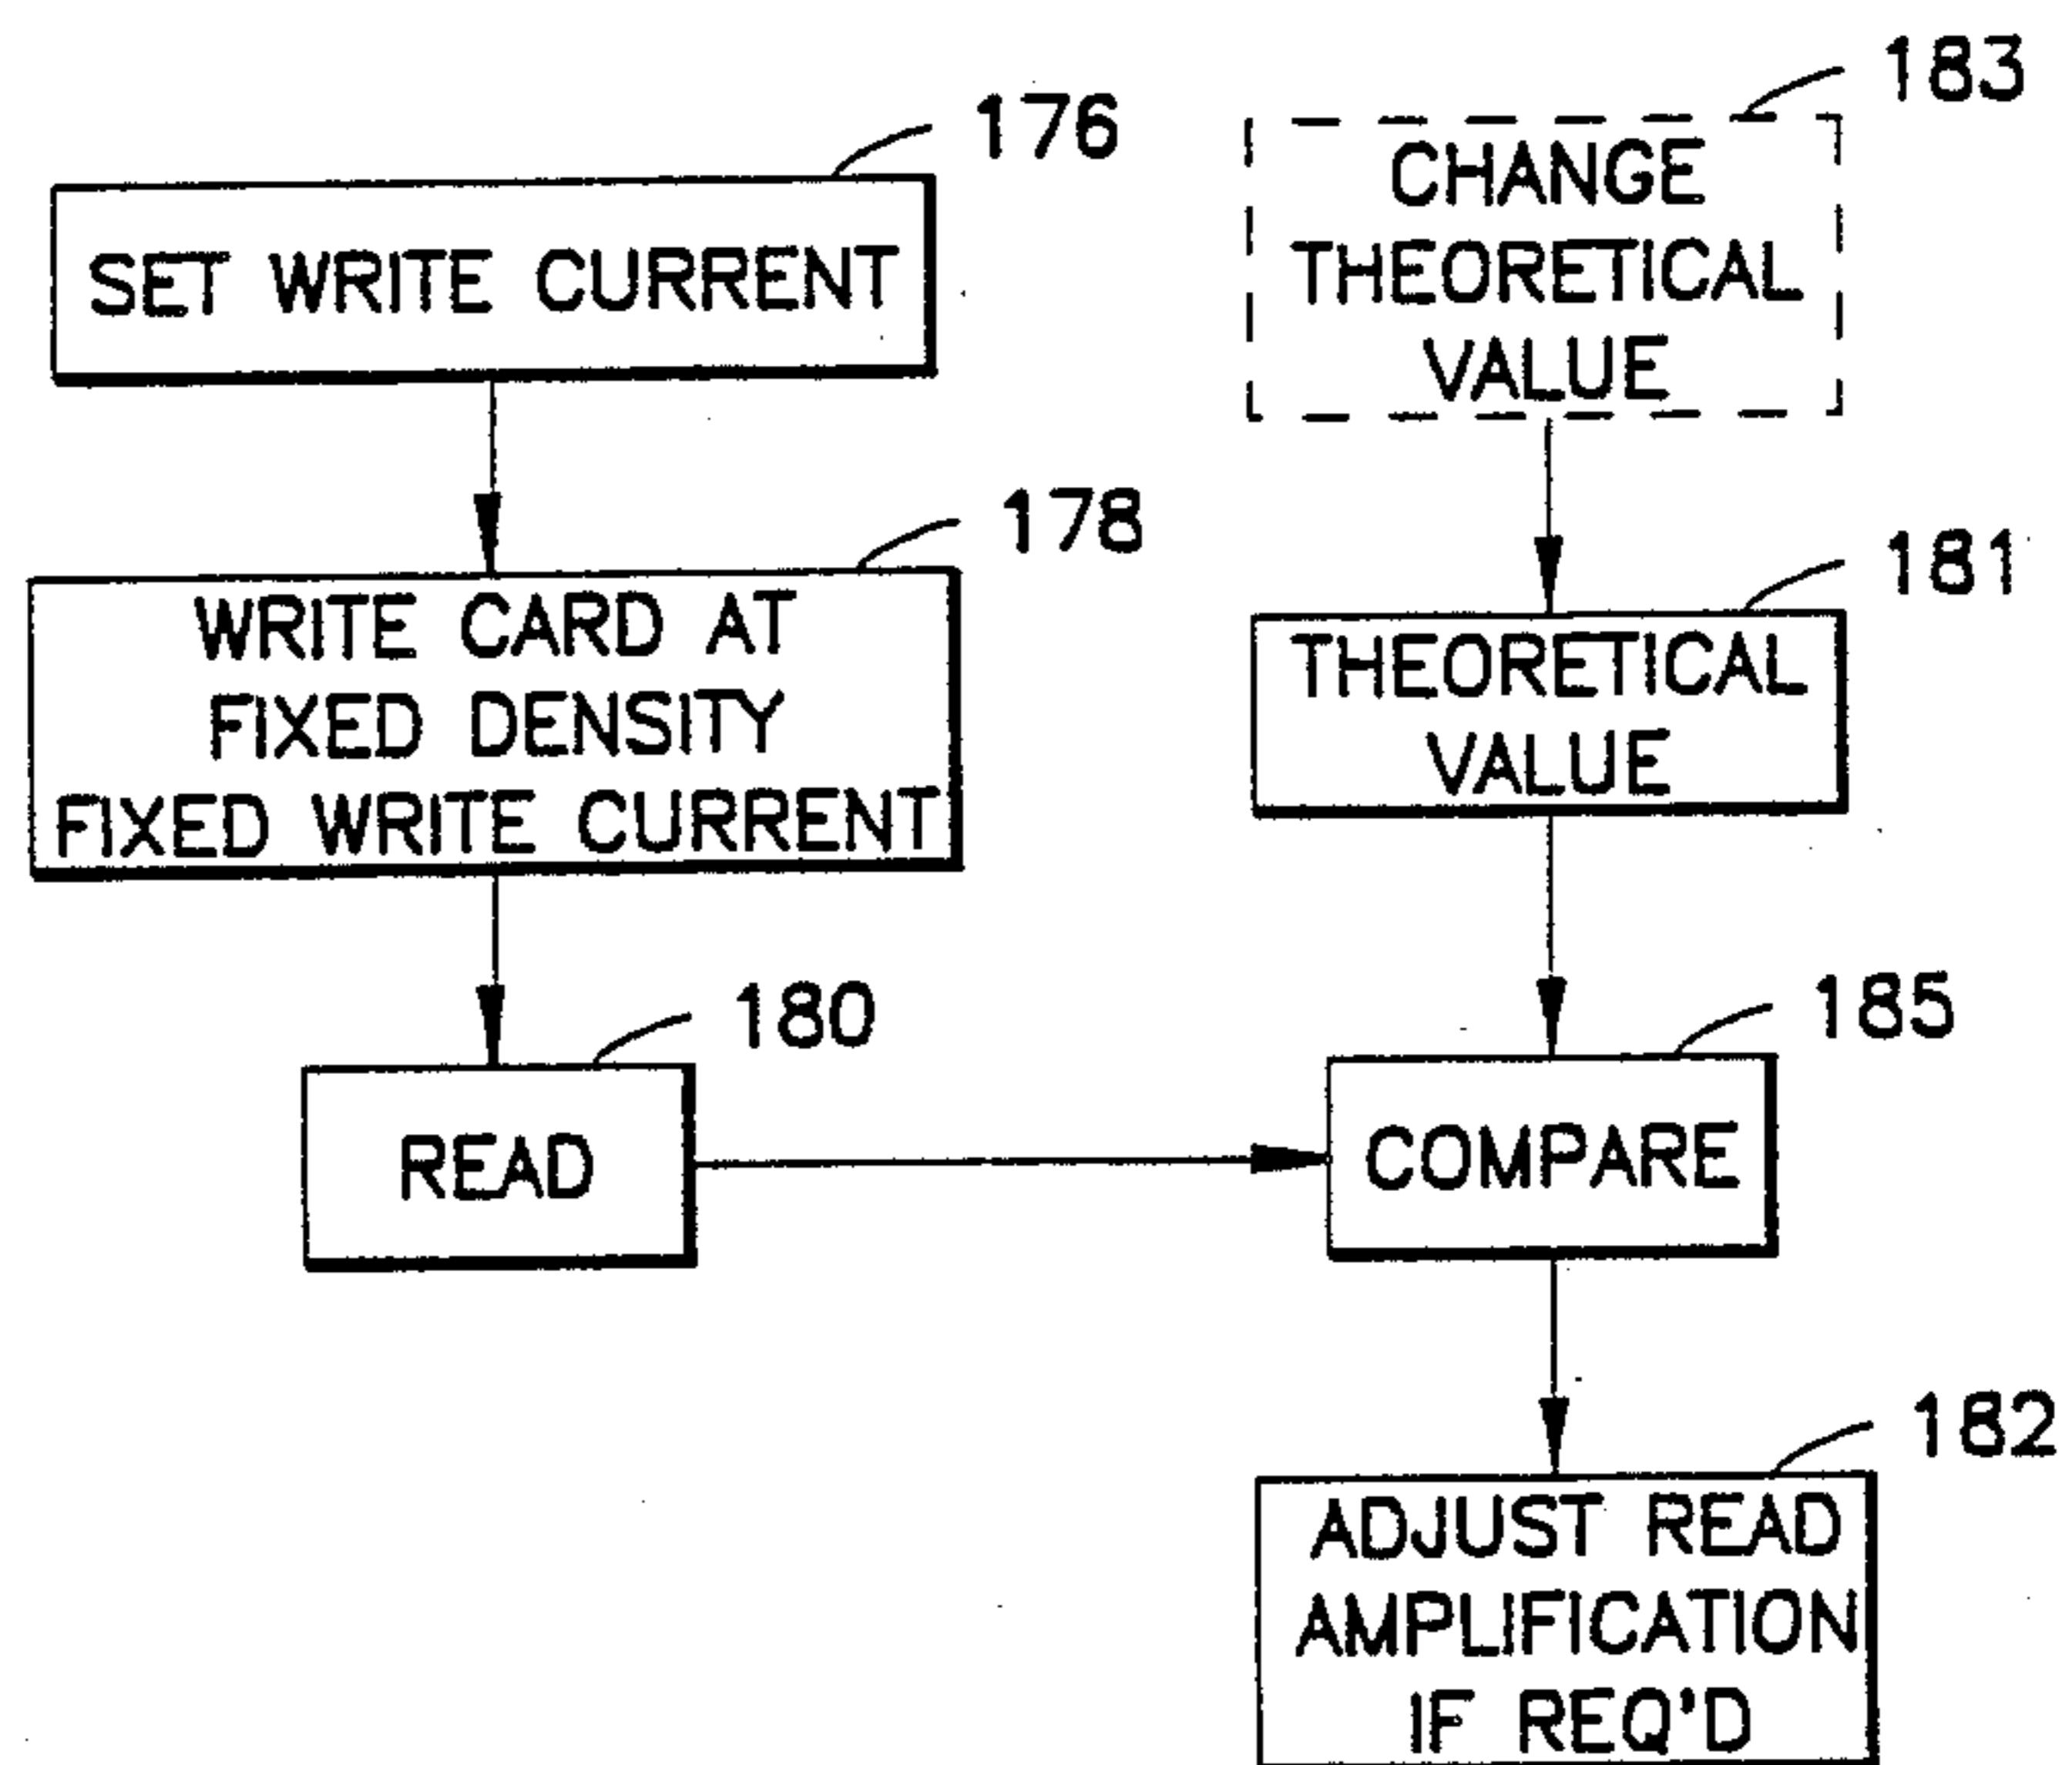 176
SET WRITE CURRENT
178
WRITE CARD AT
FIXED DENSITY
FIXED WRITE CURRENT
180
READ
183
CHANGE
THEORETICAL
VALUE
181
THEORETICAL
VALUE
185
COMPARE
182
ADJUST READ
AMPLIFICATION
IF REQ'D